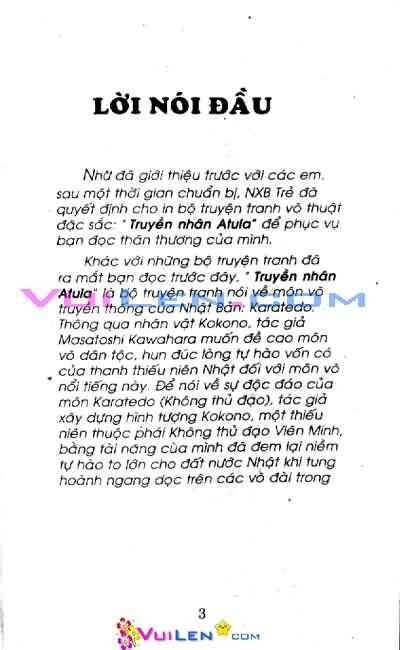 LỜI NÓI ĐẦU
Như đã giới thiệu trước với các em,
sau một thời gian chuẩn bị, NXB Trẻ đã
quyết định cho in bộ truyện tranh võ thuật
đặc sắc: "Truyền nhân Atula" để phục vụ
bạn đọc thân thương của mình.
Khác với những bộ truyện tranh đã
ra mắt bạn đọc trước đây, "Truyền nhân
Atula" là bộ truyện tranh nói về môn võ
truyền thống của Nhật Bản: Karatedo.
Thông qua nhân vật Kokono, tác giả
Masatoshi Kawahara muốn đề cao môn
võ dân tộc, hun đúc lòng tự hào vốn có
của thanh thiếu niên Nhật đối với môn võ
nổi tiếng này. Để nói về sự độc đáo của
môn Karatedo (Không thủ đạo), tác giả
xây dựng hình tượng Kokono, một thiếu
niên thuộc phái Không thủ đạo Viên Minh,
bằng tài năng của mình đã đem lại niềm
tự hào to lớn cho đất nước Nhật khi tung
hoành ngang dọc trên các võ đài trong
VUILEN.COM
3
VUILEN.COM